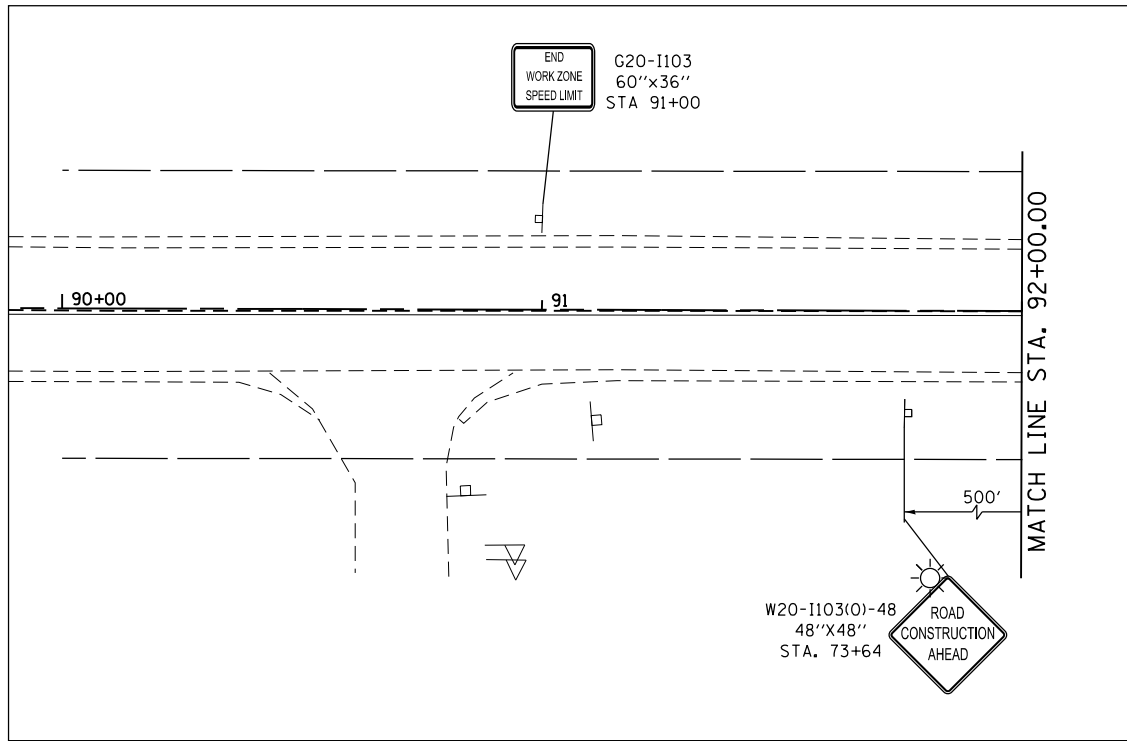 END
WORK ZONE
SPEED LIMIT
G20-I103
60''x36''
STA 91+00
90+00
91
MATCH LINE STA. 92+00.00
500'
W20-I103(O)-48
48''X48''
STA. 73+64
ROAD
CONSTRUCTION
AHEAD